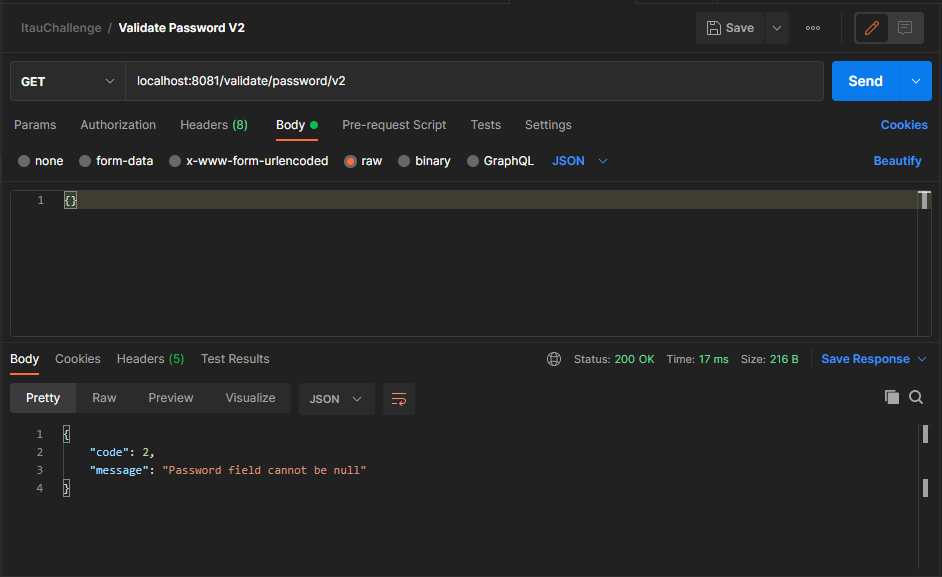 ItauChallenge / Validate Password V2
Save
GET localhost:8081/validate/password/v2 Send
Params Authorization Headers (8) Body Pre-request Script Tests Settings Cookies
none form-data x-www-form-urlencoded raw binary GraphQL JSON Beautify
1 {}
Body Cookies Headers (5) Test Results Status: 200 OK Time: 17 ms Size: 216 B Save Response
Pretty Raw Preview Visualize JSON
1 {
2 "code": 2,
3 "message": "Password field cannot be null"
4 }